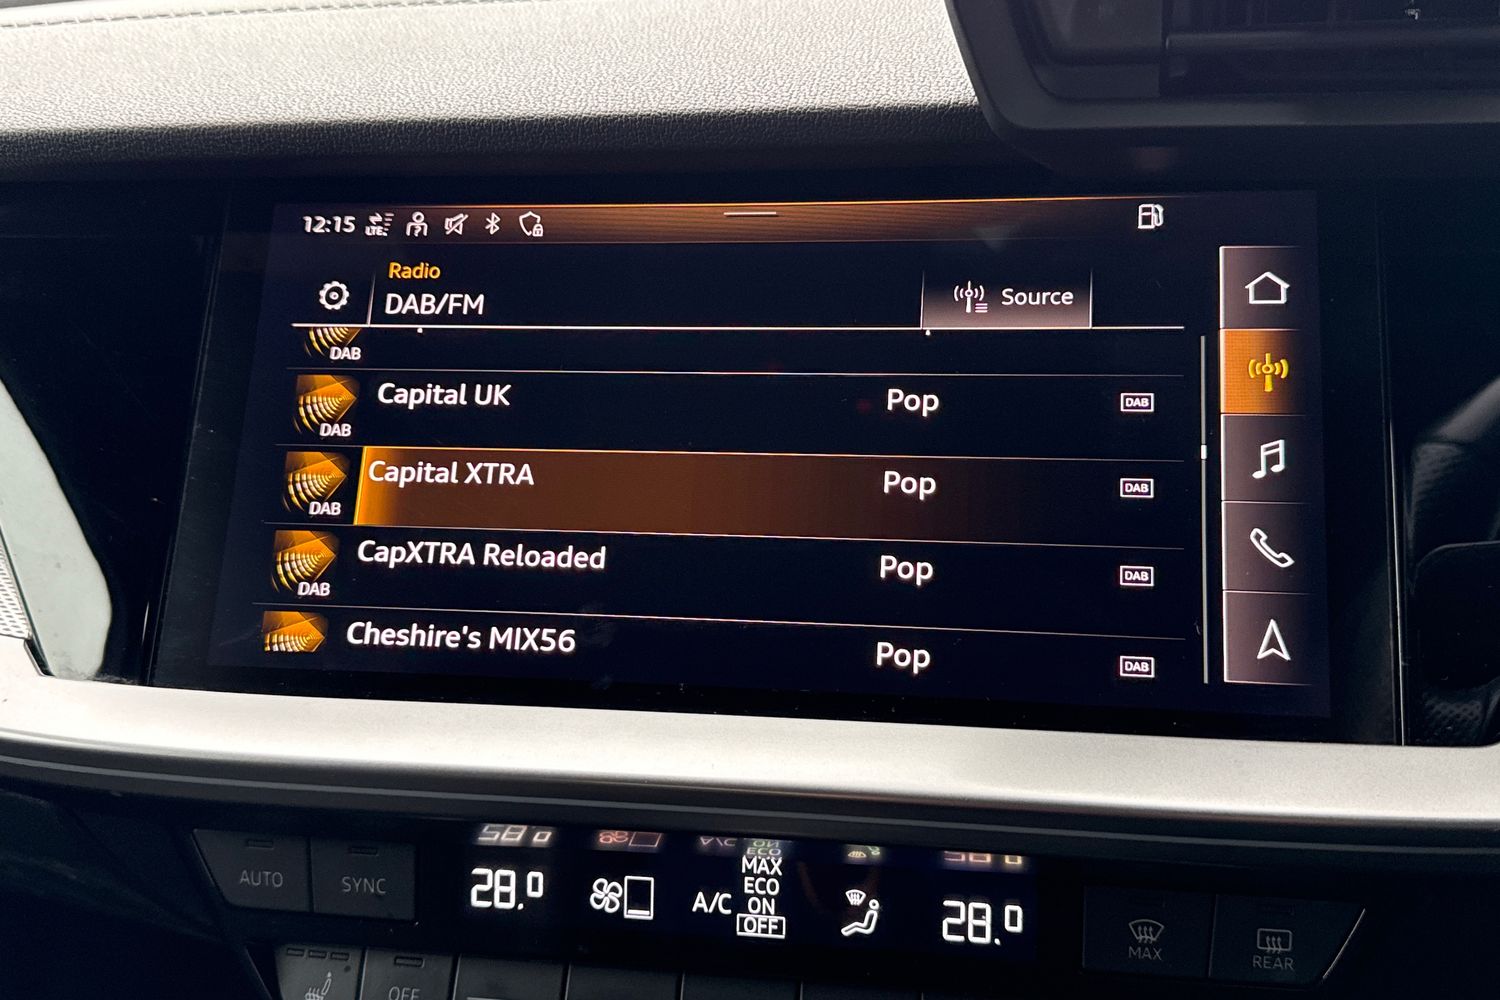 12:15 LTE
Radio
DAB/FM
Source
DAB
Capital UK Pop DAB
DAB
Capital XTRA Pop DAB
DAB
CapXTRA Reloaded Pop DAB
DAB
Cheshire's MIX56 Pop DAB
AUTO
SYNC
28.0
A/C
MAX
ECO
ON
OFF
28.0
MAX
REAR
OFF